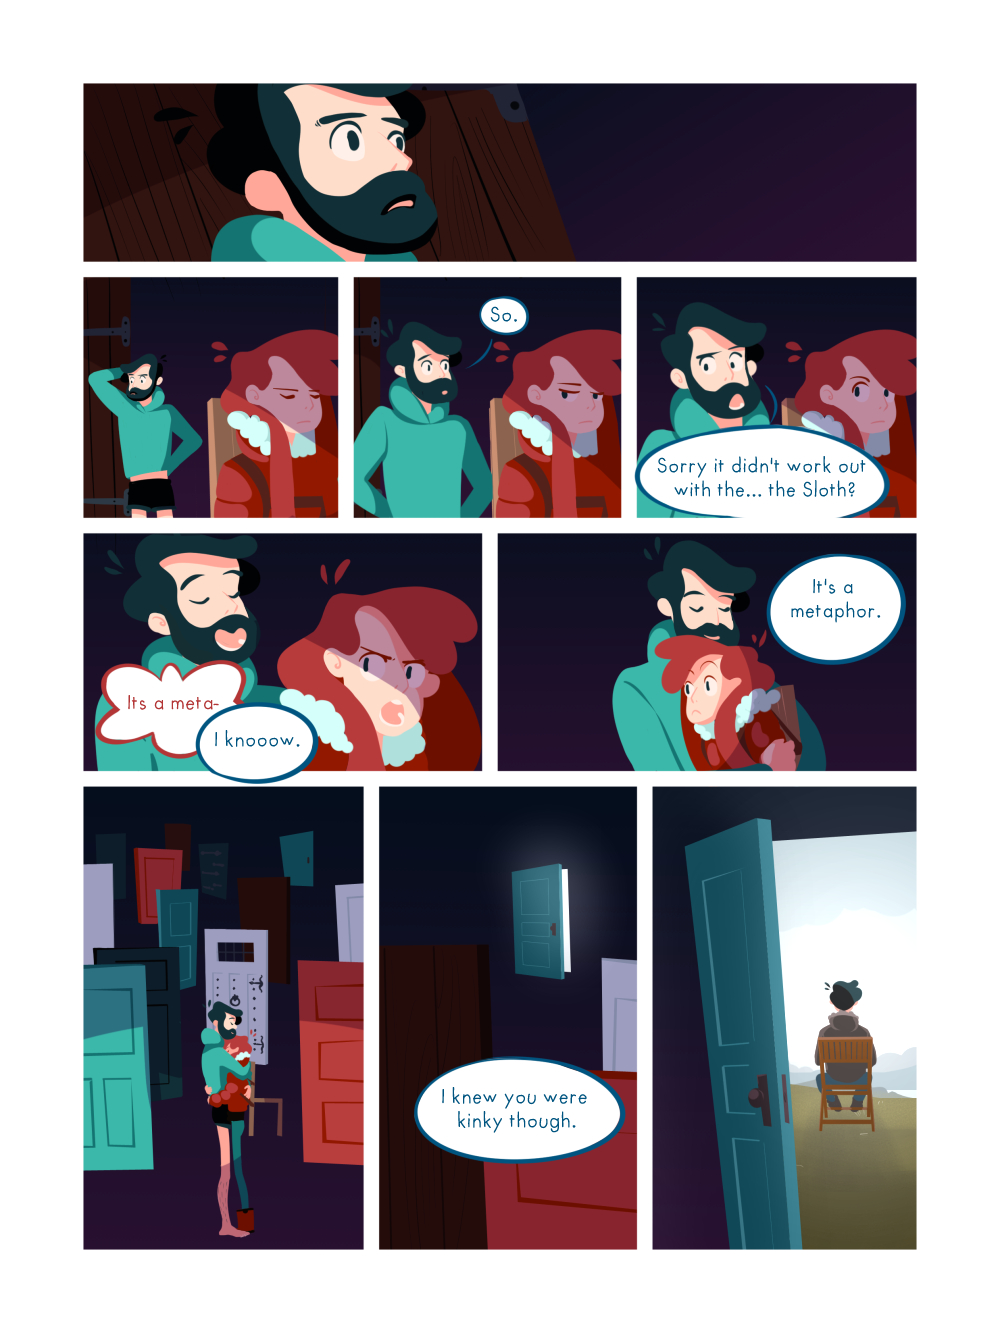 So.
Sorry it didn't work out
with the... the Sloth?
Its a meta-
I knooow.
It's a
metaphor.
I knew you were
kinky though.